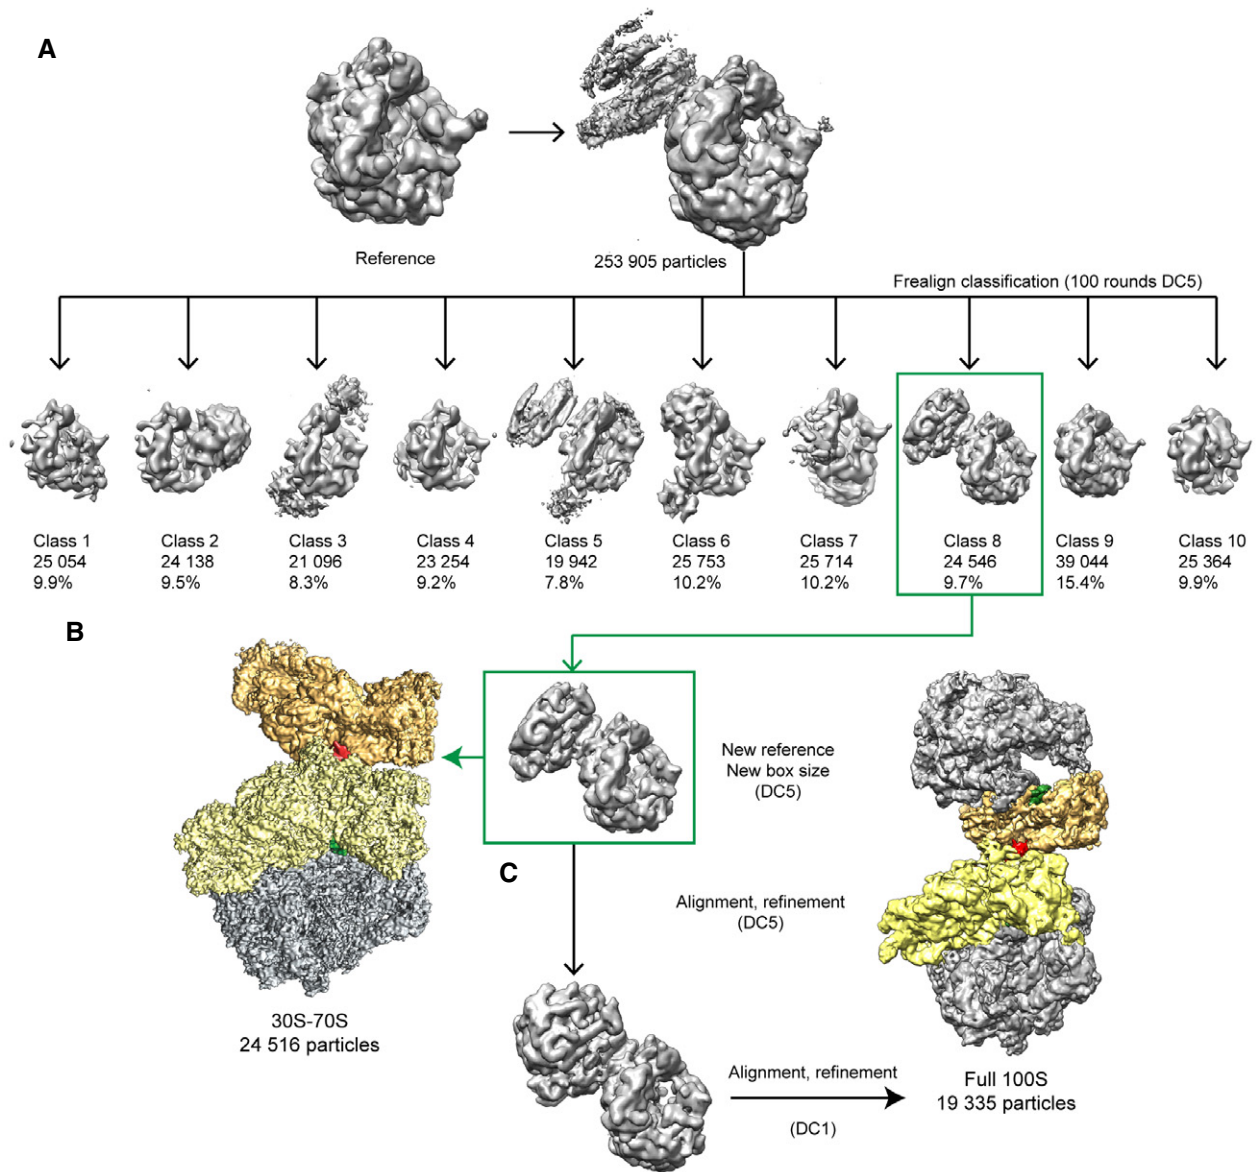 A
Reference
253 905 particles
Frealign classification (100 rounds DC5)
Class 1
25 054
9.9%
Class 2
24 138
9.5%
Class 3
21 096
8.3%
Class 4
23 254
9.2%
Class 5
19 942
7.8%
Class 6
25 753
10.2%
Class 7
25 714
10.2%
Class 8
24 546
9.7%
Class 9
39 044
15.4%
Class 10
25 364
9.9%
B
30S-70S
24 516 particles
New reference
New box size
(DC5)
C
Alignment, refinement
(DC5)
Alignment, refinement
(DC1)
Full 100S
19 335 particles